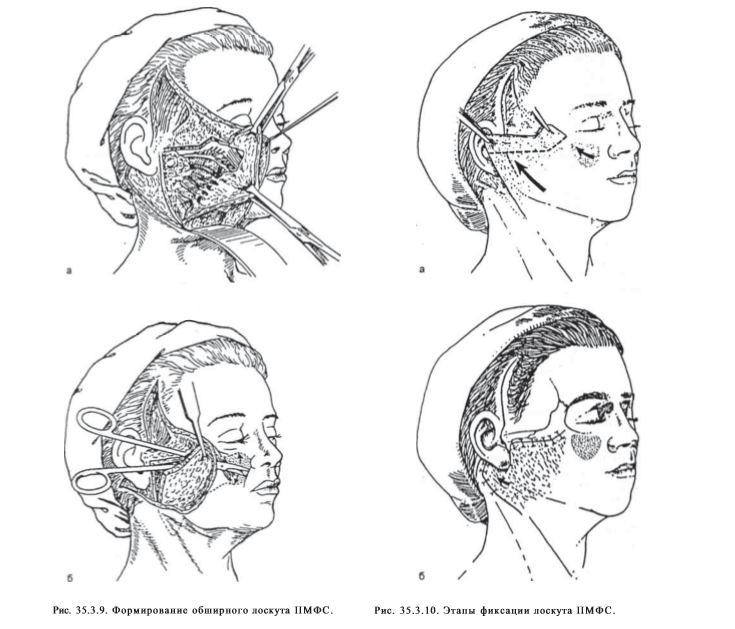 а
а
б
б
Рис. 35.3.9. Формирование обширного лоскута ПМФС.
Рис. 35.3.10. Этапы фиксации лоскута ПМФС.